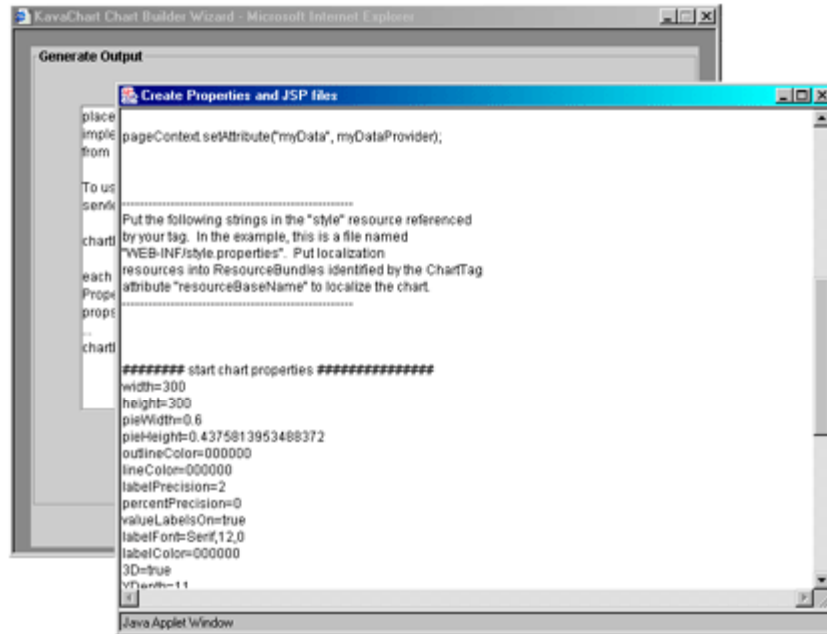 KavaChart Chart Builder Wizard - Microsoft Internet Explorer
Generate Output
place
imple
from
To us
servle
chart
each
Prope
props
...
chart
Create Properties and JSP files
pageContext.setAttribute("myData", myDataProvider);
------------------------------------------------------------
Put the following strings in the "style" resource referenced
by your tag. In the example, this is a file named
"WEB-INF/style.properties". Put localization
resources into ResourceBundles identified by the ChartTag
attribute "resourceBaseName" to localize the chart.
------------------------------------------------------------
######## start chart properties ###############
width=300
height=300
pieWidth=0.6
pieHeight=0.4375813953488372
outlineColor=000000
lineColor=000000
labelPrecision=2
percentPrecision=0
valueLabelsOn=true
labelFont=Serif,12,0
labelColor=000000
3D=true
YDepth=11
Java Applet Window